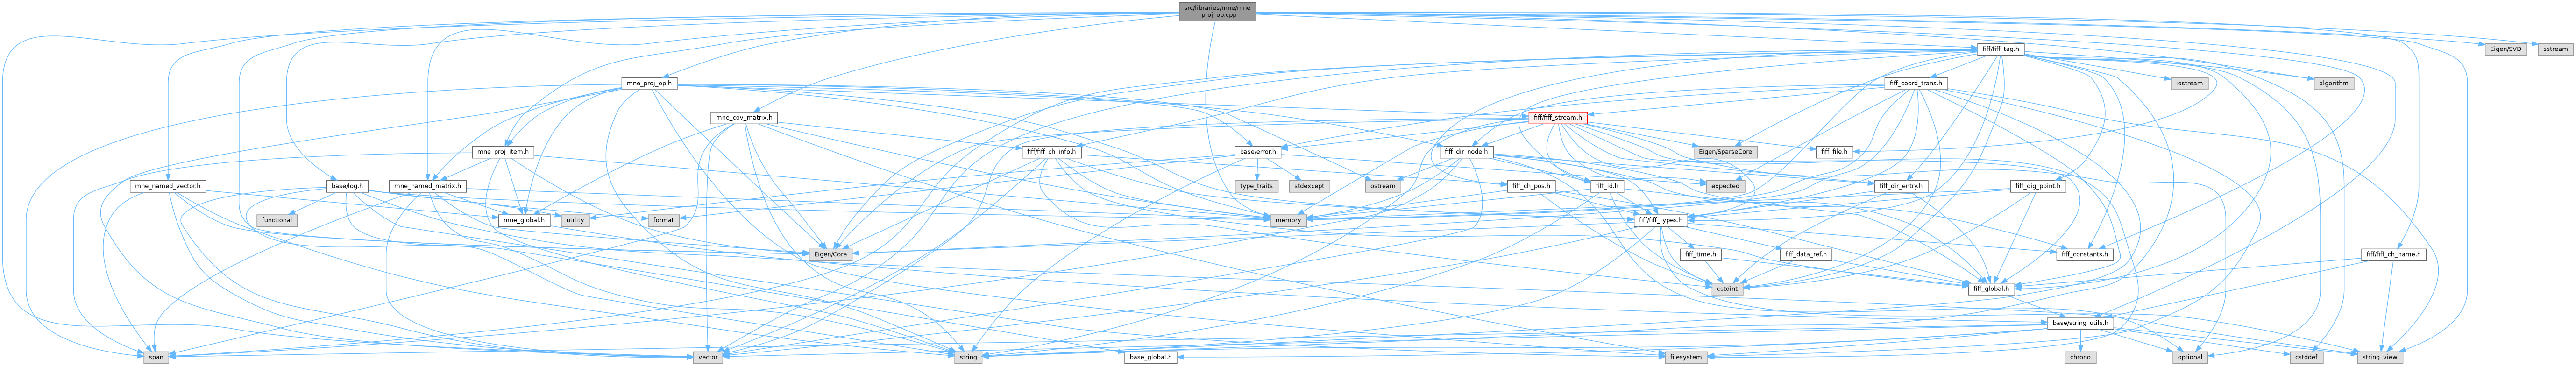 src/libraries/mne/mne
_proj_op.cpp
fiff/fiff_tag.h
Eigen/SVD
sstream
mne_proj_op.h
fiff_coord_trans.h
iostream
algorithm
mne_cov_matrix.h
fiff/fiff_stream.h
mne_proj_item.h
fiff/fiff_ch_info.h
base/error.h
fiff_dir_node.h
Eigen/SparseCore
fiff_file.h
mne_named_vector.h
base/log.h
mne_named_matrix.h
type_traits
stdexcept
ostream
fiff_ch_pos.h
fiff_id.h
expected
fiff_dir_entry.h
fiff_dig_point.h
functional
utility
mne_global.h
format
memory
fiff/fiff_types.h
Eigen/Core
fiff_time.h
fiff_data_ref.h
fiff_constants.h
fiff/fiff_ch_name.h
cstdint
fiff_global.h
base/string_utils.h
span
vector
string
base_global.h
filesystem
chrono
optional
cstddef
string_view